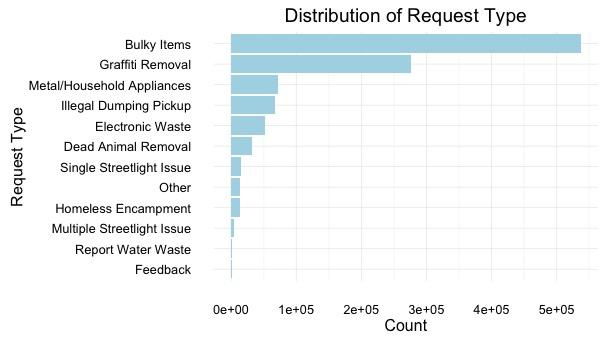 Distribution of Request Type
Request Type
Bulky Items
Graffiti Removal
Metal/Household Appliances
Illegal Dumping Pickup
Electronic Waste
Dead Animal Removal
Single Streetlight Issue
Other
Homeless Encampment
Multiple Streetlight Issue
Report Water Waste
Feedback
0e+00 1e+05 2e+05 3e+05 4e+05 5e+05
Count